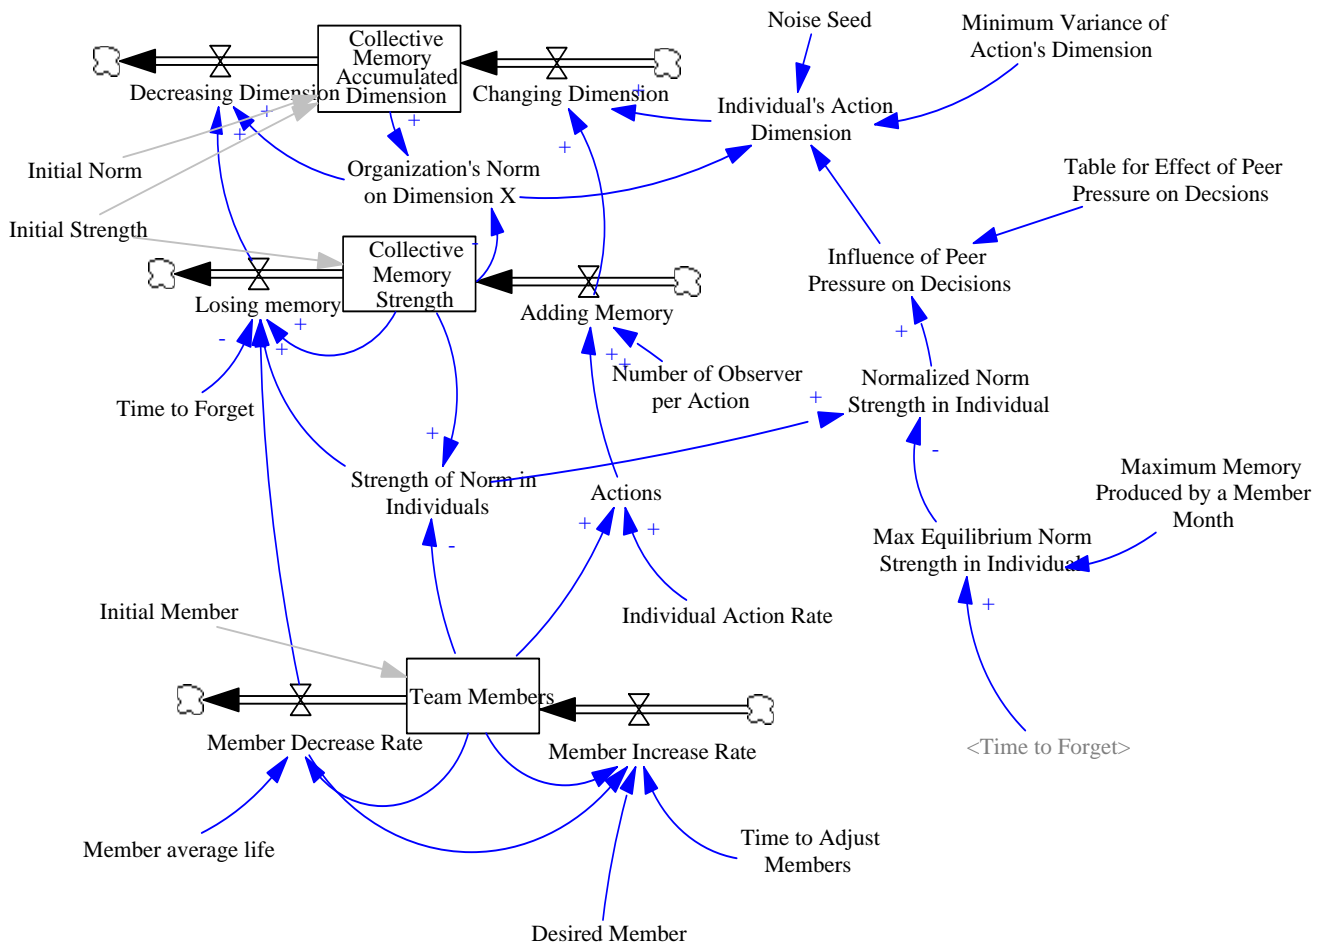 Noise Seed
Minimum Variance of
Action's Dimension
Collective
Memory
Accumulated
Dimension
Decreasing Dimension
Changing Dimension
Individual's Action
Dimension
Initial Norm
Organization's Norm
on Dimension X
Table for Effect of Peer
Pressure on Decsions
Initial Strength
Collective
Memory
Strength
Influence of Peer
Pressure on Decisions
Losing memory
Adding Memory
Time to Forget
Number of Observer
per Action
Normalized Norm
Strength in Individual
Strength of Norm in
Individuals
Actions
Maximum Memory
Produced by a Member
Month
Max Equilibrium Norm
Strength in Individual
Initial Member
Individual Action Rate
Team Members
Member Decrease Rate
Member Increase Rate
<Time to Forget>
Member average life
Time to Adjust
Members
Desired Member